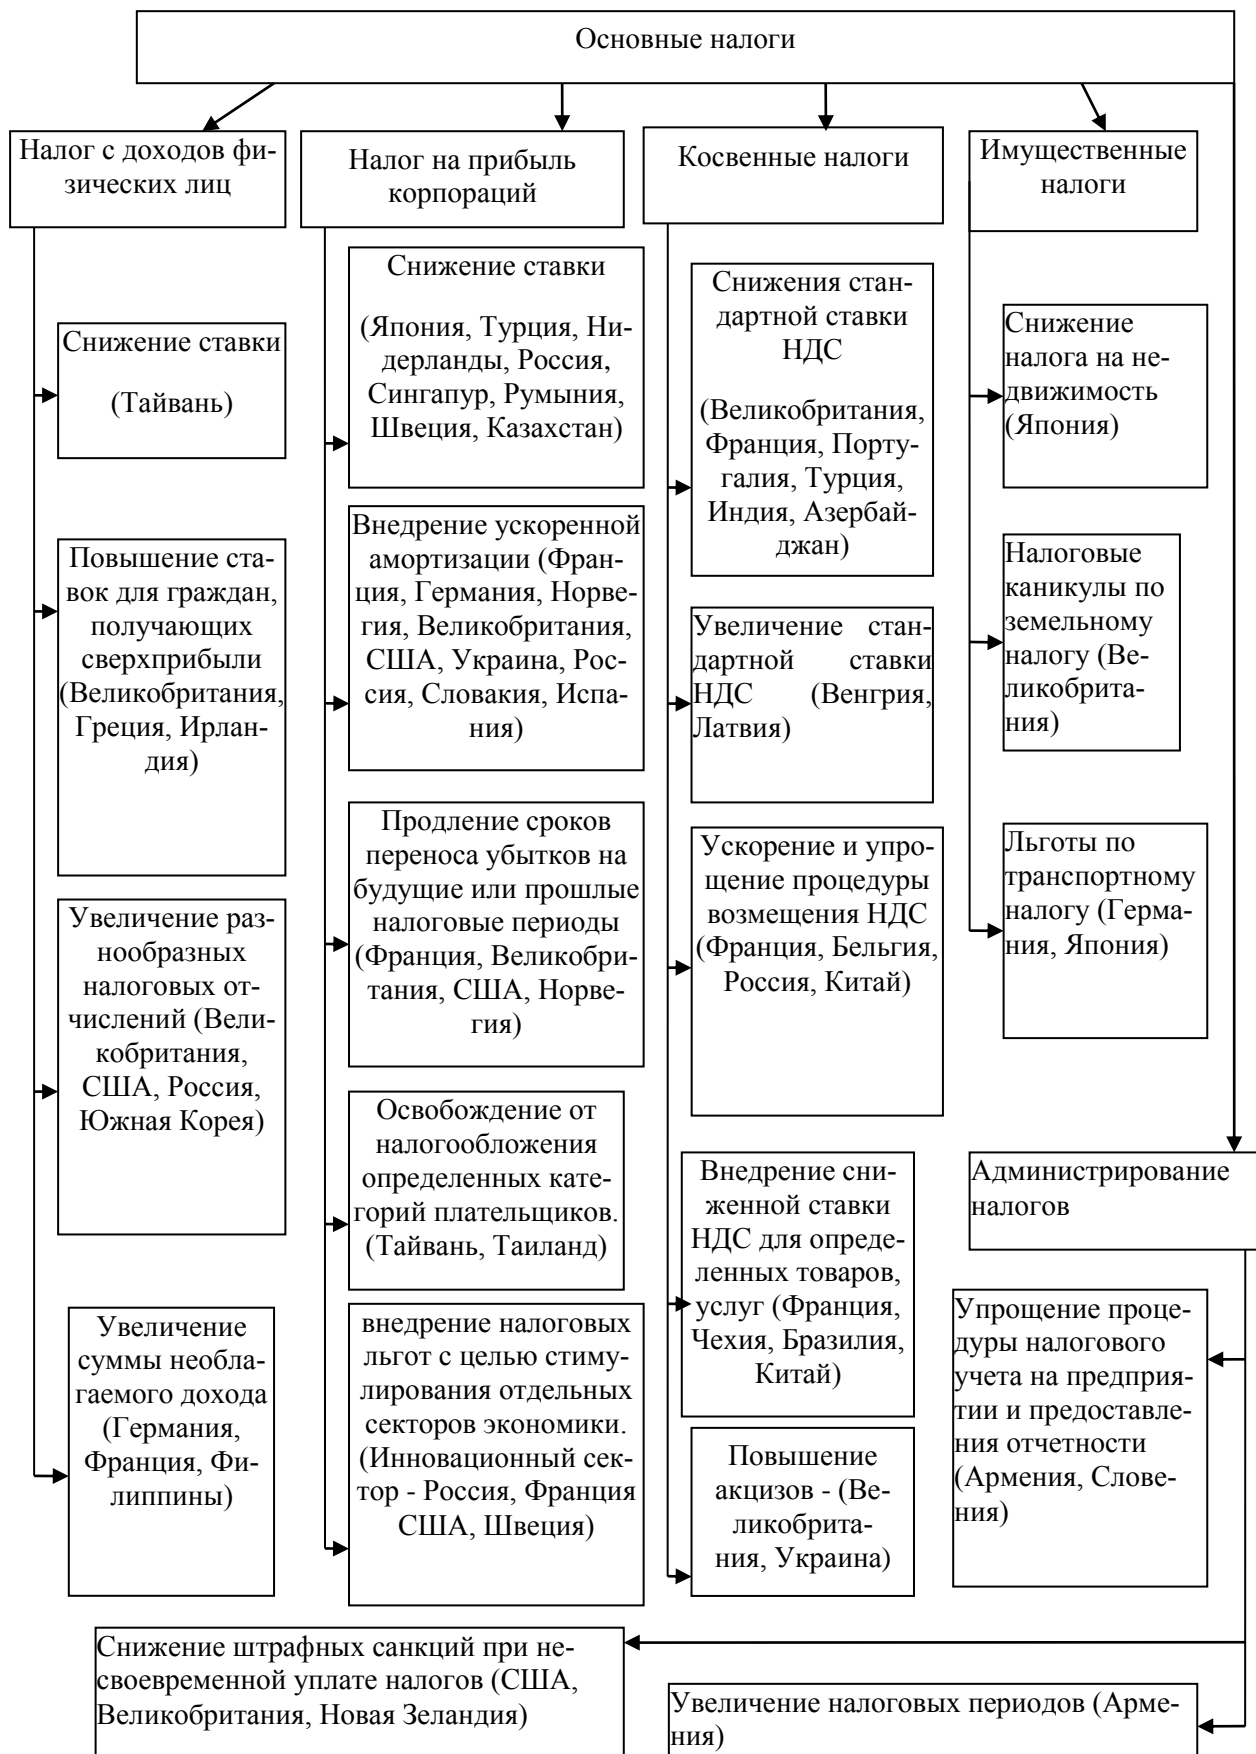 Основные налоги
Налог с доходов фи-
зических лиц
Снижение ставки
(Тайвань)
Повышение ста-
вок для граждан,
получающих
сверхприбыли
(Великобритания,
Греция, Ирлан-
дия)
Увеличение раз-
нообразных
налоговых от-
числений (Вели-
кобритания,
США, Россия,
Южная Корея)
Увеличение
суммы необла-
гаемого дохода
(Германия,
Франция, Фи-
липпины)
Налог на прибыль
корпораций
Снижение ставки
(Япония, Турция, Ни-
дерланды, Россия,
Сингапур, Румыния,
Швеция, Казахстан)
Внедрение ускоренной
амортизации (Фран-
ция, Германия, Норве-
гия, Великобритания,
США, Украина, Рос-
сия, Словакия, Испа-
ния)
Продление сроков
переноса убытков на
будущие или прошлые
налоговые периоды
(Франция, Великобри-
тания, США, Норве-
гия)
Освобождение от
налогообложения
определенных кате-
горий плательщиков.
(Тайвань, Таиланд)
внедрение налоговых
льгот с целью стиму-
лирования отдельных
секторов экономики.
(Инновационный сек-
тор - Россия, Франция
США, Швеция)
Косвенные налоги
Снижения стан-
дартной ставки
НДС
(Великобритания,
Франция, Порту-
галия, Турция,
Индия, Азербай-
джан)
Увеличение стан-
дартной ставки
НДС (Венгрия,
Латвия)
Ускорение и упро-
щение процедуры
возмещения НДС
(Франция, Бельгия,
Россия, Китай)
Внедрение сни-
женной ставки
НДС для опреде-
ленных товаров,
услуг (Франция,
Чехия, Бразилия,
Китай)
Повышение
акцизов - (Ве-
ликобрита-
ния, Украина)
Имущественные
налоги
Снижение
налога на не-
движимость
(Япония)
Налоговые
каникулы по
земельному
налогу (Ве-
ликобрита-
ния)
Льготы по
транспортному
налогу (Герма-
ния, Япония)
Администрирование
налогов
Упрощение проце-
дуры налогового
учета на предприя-
тии и предоставле-
ния отчетности
(Армения, Слове-
ния)
Снижение штрафных санкций при не-
своевременной уплате налогов (США,
Великобритания, Новая Зеландия)
Увеличение налоговых периодов (Арме-
ния)